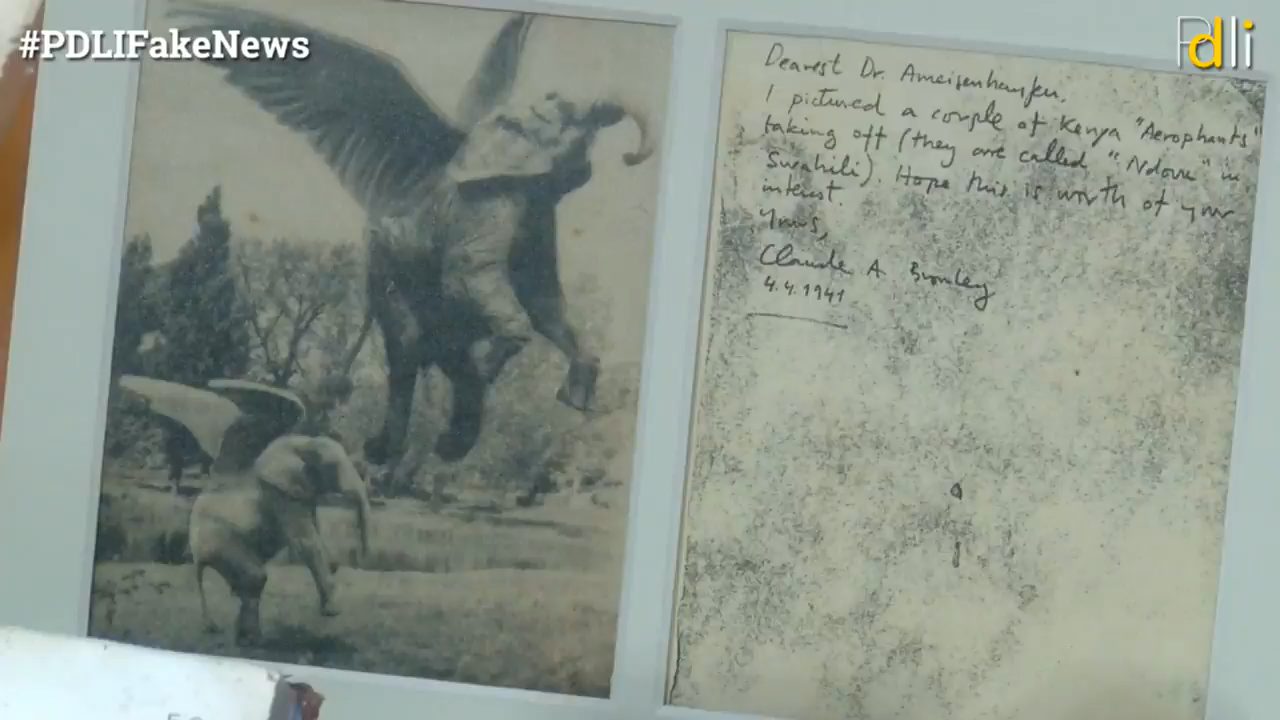 #PDLIFakeNews
Pdli
Dearest Dr. Ameisenhaufen.
I pictured a couple of Kenya "Aerophants"
taking off (they are called "Ndovu" in
Swahili). Hope this is worth of your
interest.
Yours,
Claude A. Bromley
4.4.1941